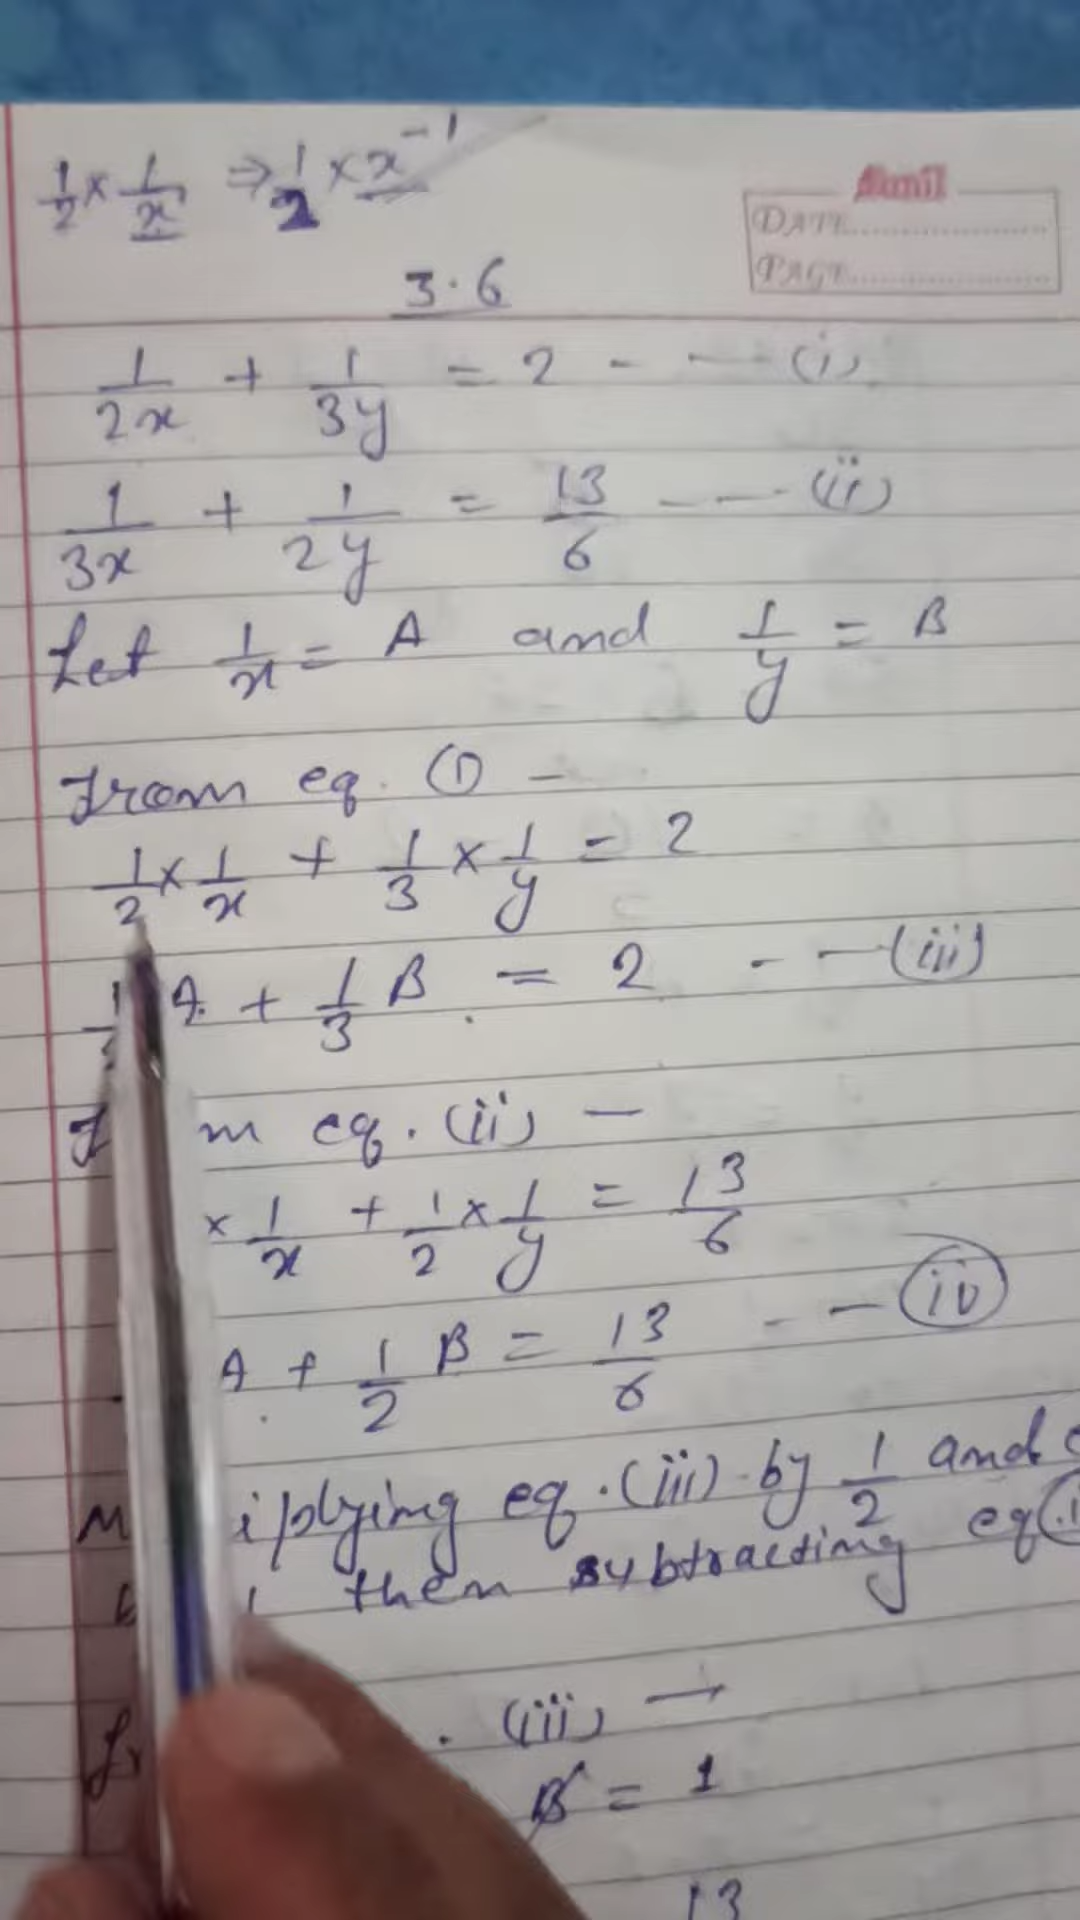 1/2 × 1/x ⇒ 1/2 × x⁻¹
Anil
DATE
PAGE
3.6
1/2x + 1/3y = 2 - — (i)
1/3x + 1/2y = 13/6 - — (ii)
Let 1/x = A and 1/y = B
From eq. ① –
1/2 × 1/x + 1/3 × 1/y = 2
A + 1/3 B = 2 - — (iii)
m eq. (ii) –
× 1/x + 1/2 × 1/y = 13/6
A + 1/2 B = 13/6 - — (iv)
iplying eq. (iii) by 1/2 and
then subtracting eq
(iii) —
B = 1
13